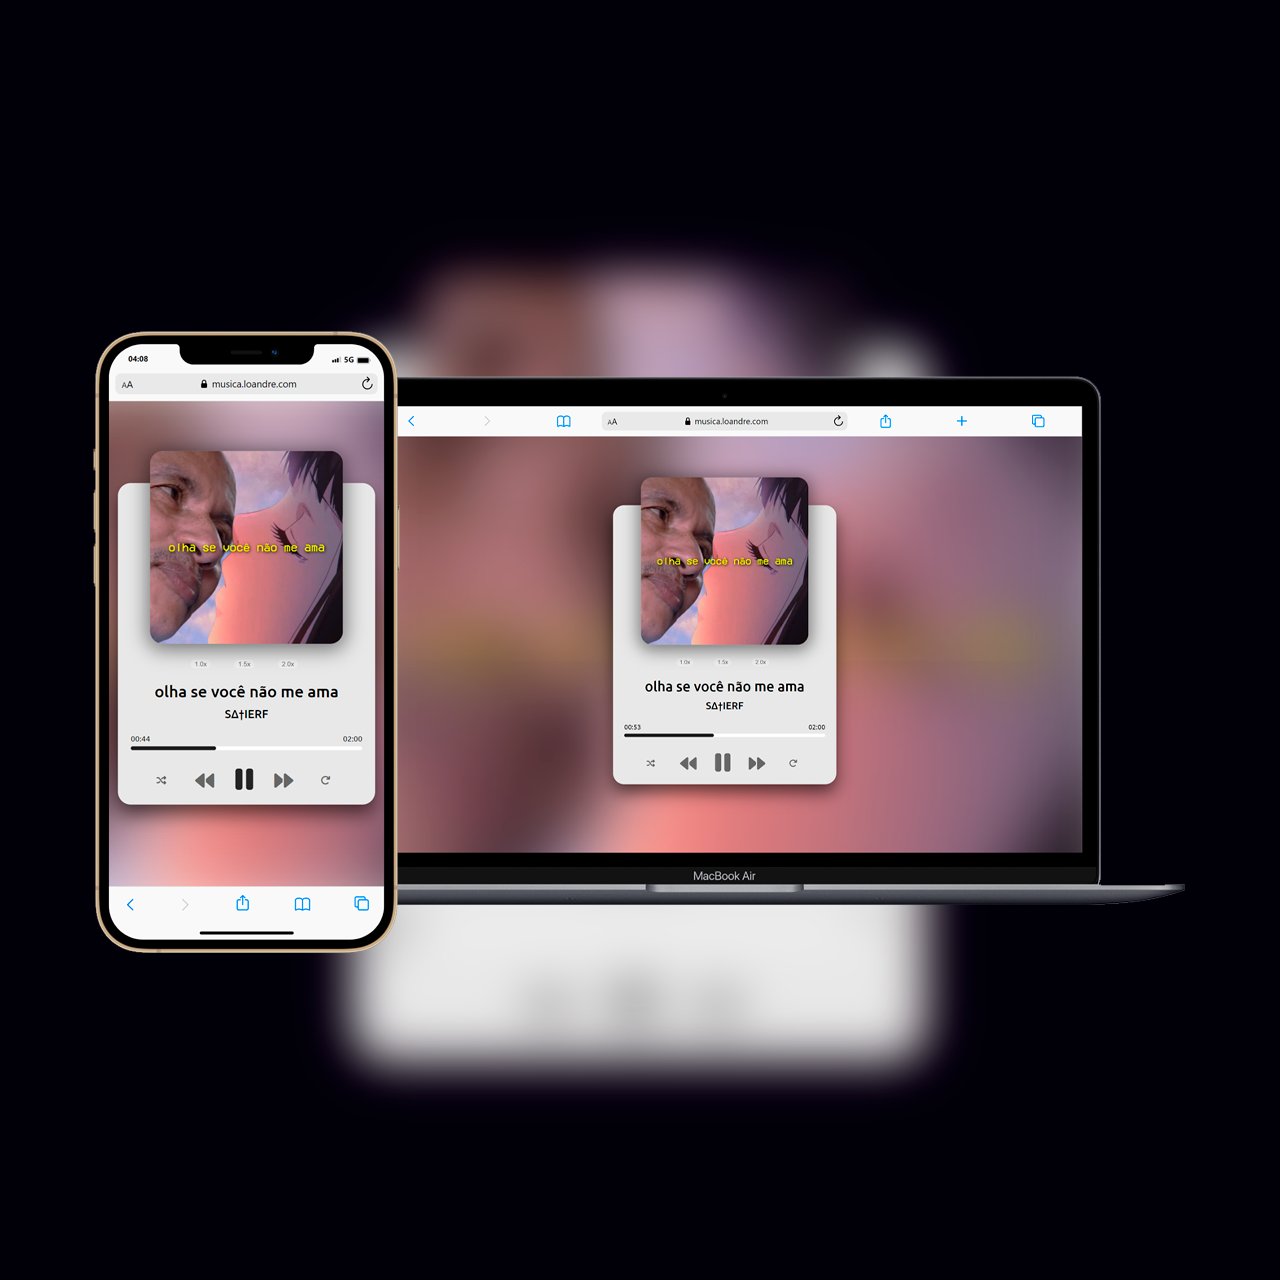 04:08
5G
AA
musica.loandre.com
olha se você não me ama
1.0x 1.5x 2.0x
olha se você não me ama
S∆†IERF
00:44 02:00
AA
musica.loandre.com
olha se você não me ama
1.0x 1.5x 2.0x
olha se você não me ama
S∆†IERF
00:53 02:00
MacBook Air